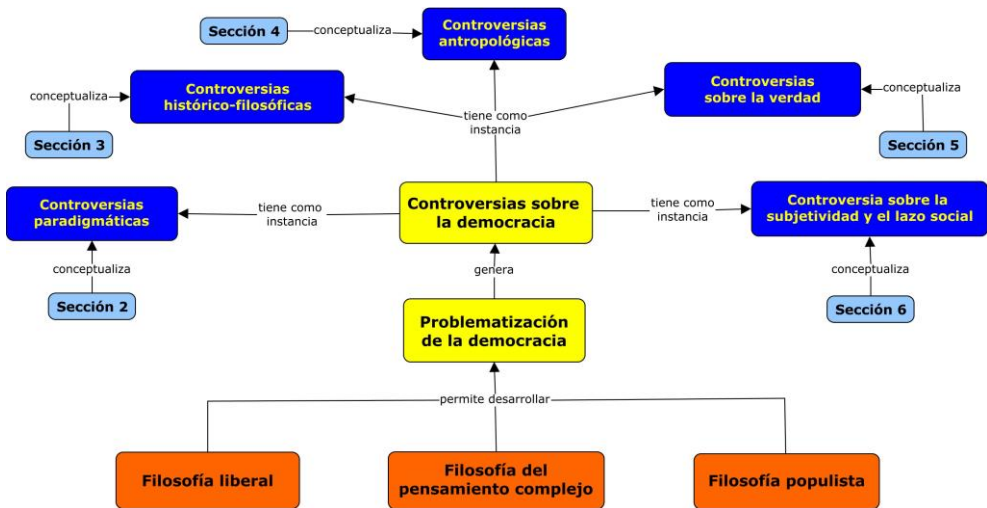 Sección 4
conceptualiza
Controversias
antropológicas
conceptualiza
Controversias
histórico-filosóficas
Controversias
sobre la verdad
conceptualiza
tiene como
instancia
Sección 3
Sección 5
Controversias
paradigmáticas
tiene como
instancia
Controversias sobre
la democracia
tiene como
instancia
Controversia sobre la
subjetividad y el lazo social
conceptualiza
genera
conceptualiza
Sección 2
Sección 6
Problematización
de la democracia
permite desarrollar
Filosofía liberal
Filosofía del
pensamiento complejo
Filosofía populista